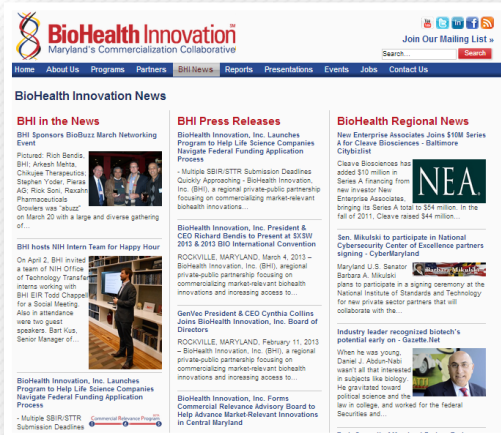 BioHealth Innovation
Maryland's Commercialization Collaborative
Join Our Mailing List »
Search...
Search
Home About Us Programs Partners BHI News Reports Presentations Events Jobs Contact Us
BioHealth Innovation News
BHI in the News
BHI Sponsors BioBuzz March Networking
Event
Pictured: Rich Bendis,
BHI; Arkesh Mehta,
Chikujee Therapeutics;
Stephen Yoder, Pieras
AG; Rick Soni, Raxahn
Pharmaceuticals
Growlers was "abuzz"
on March 20 with a large and diverse gathering
of...
BHI hosts NIH Intern Team for Happy Hour
On April 2, BHI invited
a team of NIH Office
of Technology Transfer
interns working with
BHI EIR Todd Chappell
for a Social Meeting.
Also in attendance
were two guest
speakers. Bart Kus,
Senior Manager of...
BioHealth Innovation, Inc. Launches
Program to Help Life Science Companies
Navigate Federal Funding Application
Process
- Multiple SBIR/STTR
Submission Deadlines
Commercial Relevance Program
BHI Press Releases
BioHealth Innovation, Inc. Launches
Program to Help Life Science Companies
Navigate Federal Funding Application
Process
- Multiple SBIR/STTR Submission Deadlines
Quickly Approaching - BioHealth Innovation,
Inc. (BHI), a regional private-public partnership
focusing on commercializing market-relevant
biohealth innovations...
BioHealth Innovation, Inc. President &
CEO Richard Bendis to Present at SXSW
2013 & 2013 BIO International Convention
ROCKVILLE, MARYLAND, March 4, 2013 –
BioHealth Innovation, Inc. (BHI), aregional
private-public partnership focusing on
commercializing market-relevant biohealth
innovations and increasing access to...
GenVec President & CEO Cynthia Collins
Joins BioHealth Innovation, Inc. Board of
Directors
ROCKVILLE, MARYLAND, February 11, 2013
– BioHealth Innovation, Inc. (BHI), a regional
private-public partnership focusing on
commercializing market-relevant biohealth
innovations and increasing access to...
BioHealth Innovation, Inc. Forms
Commercial Relevance Advisory Board to
Help Advance Market-Relevant Innovations
in Central Maryland
BioHealth Regional News
New Enterprise Associates Joins $10M Series
A for Cleave Biosciences - Baltimore
Citybizlist
Cleave Biosciences has
added $10 million in
Series A financing from
new investor New
Enterprise Associates,
bringing its Series A total to $54 million. In the
fall of 2011, Cleave raised $44 million...
NEA
Sen. Mikulski to participate in National
Cybersecurity Center of Excellence partners
signing - CyberMaryland
Maryland U.S. Senator
Barbara A. Mikulski
plans to participate in a signing ceremony at the
National Institute of Standards and Technology
for new private sector partners that will
collaborate with the...
Barbara Mikulski
Industry leader recognized biotech's
potential early on - Gazette.Net
When he was young,
Daniel J. Abdun-Nabi
wasn't all that interested
in subjects like biology.
He gravitated toward
political science and the
law in college, and worked for the federal
Securities and...